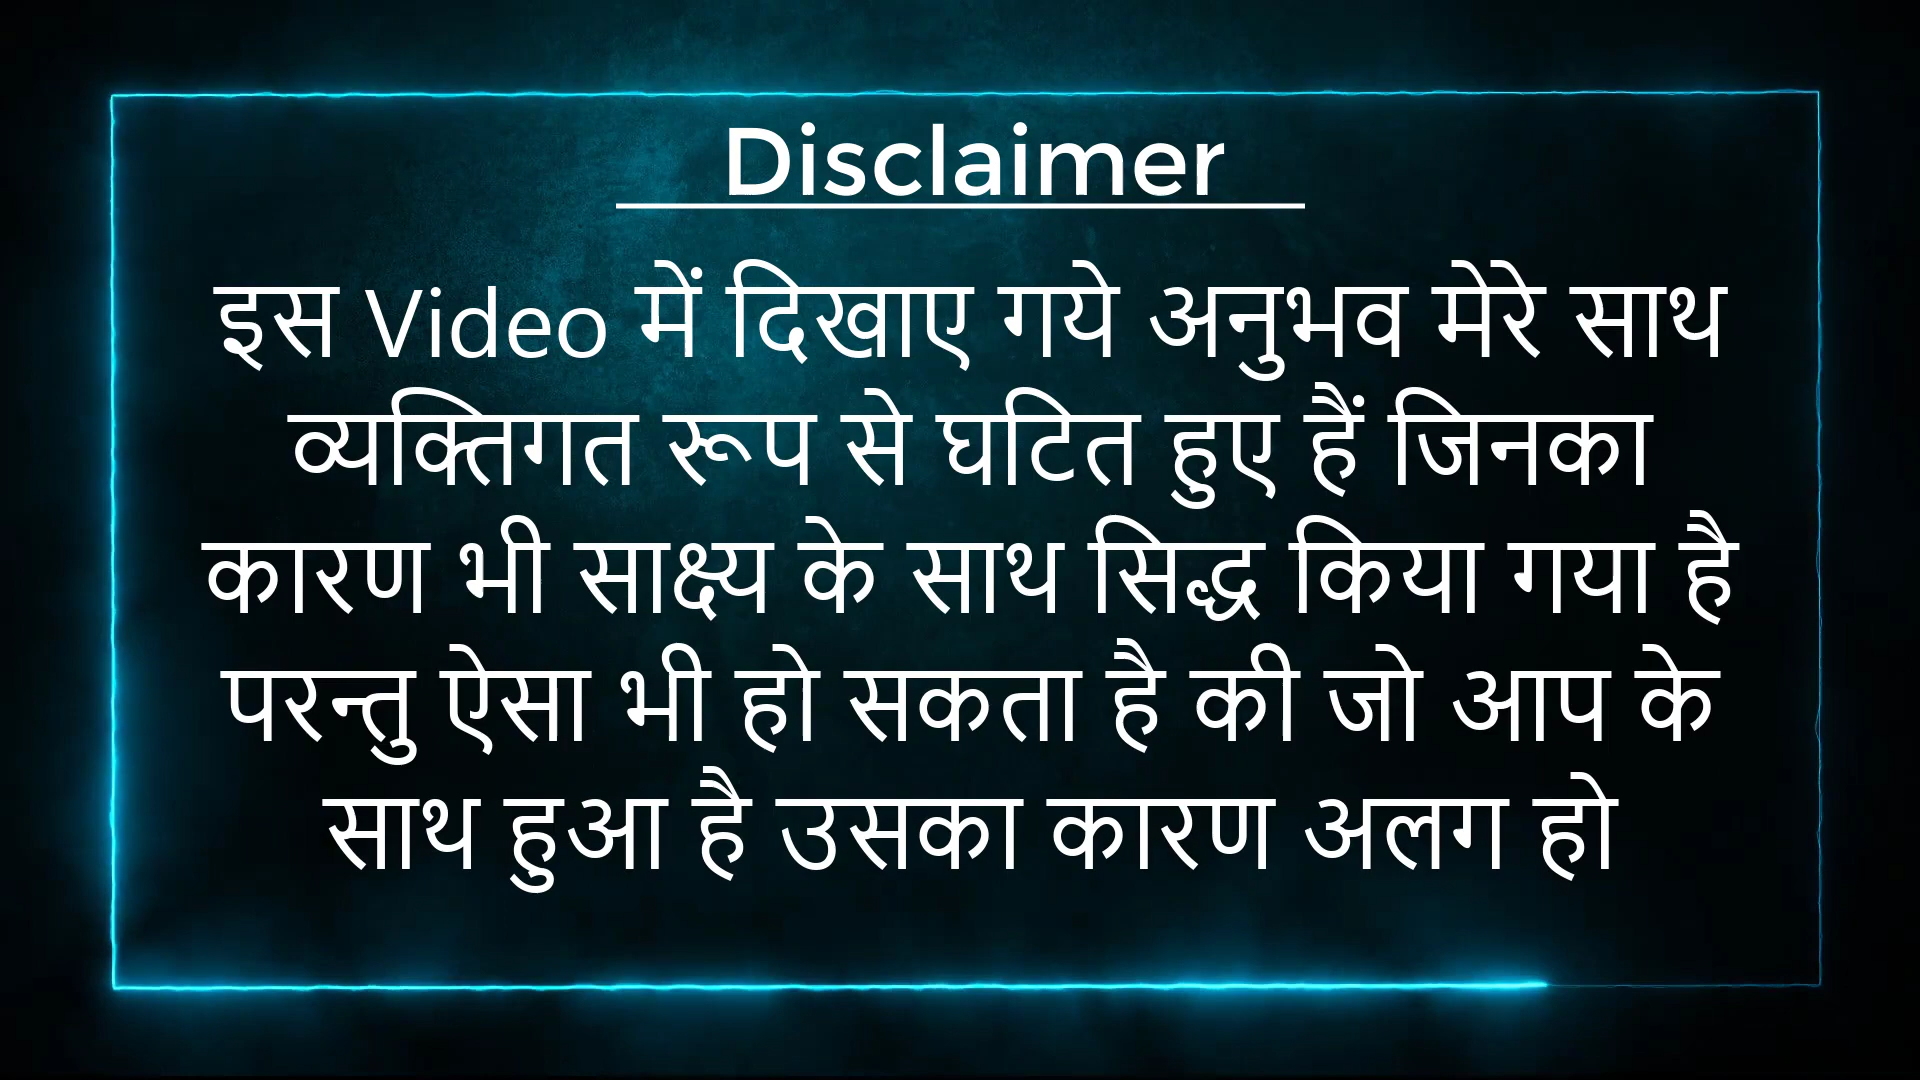 Disclaimer
इस Video में दिखाए गये अनुभव मेरे साथ
व्यक्तिगत रूप से घटित हुए हैं जिनका
कारण भी साक्ष्य के साथ सिद्ध किया गया है
परन्तु ऐसा भी हो सकता है की जो आप के
साथ हुआ है उसका कारण अलग हो